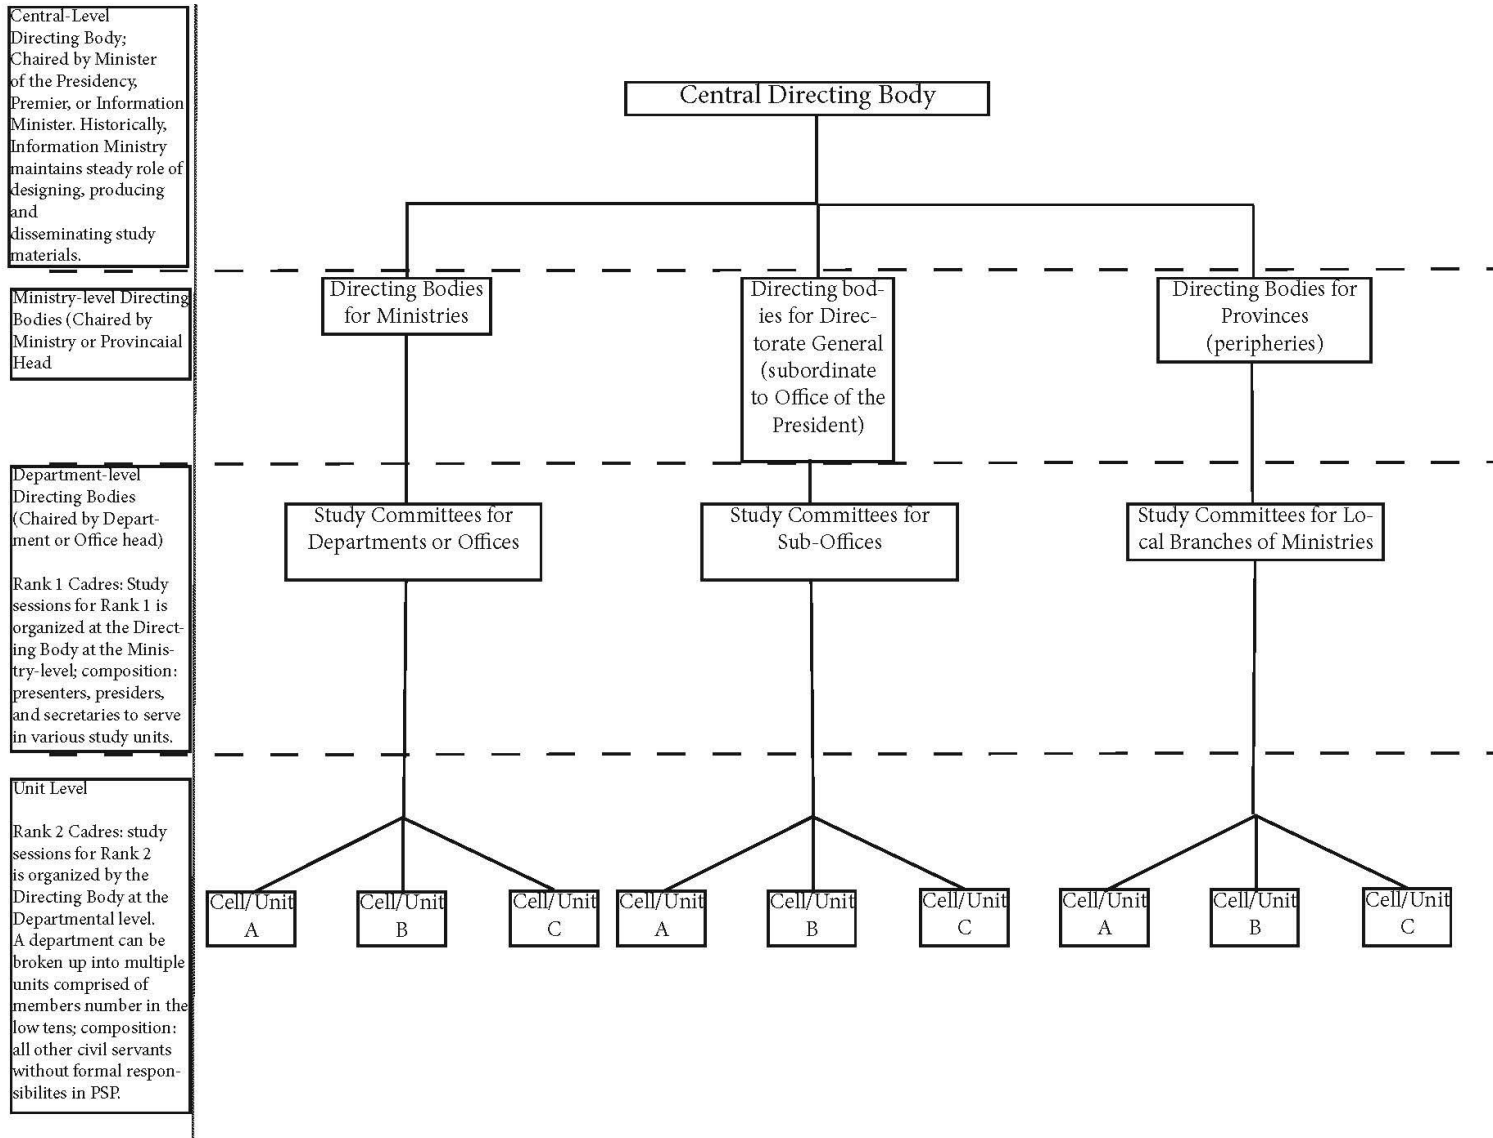 Central-Level
Directing Body;
Chaired by Minister
of the Presidency,
Premier, or Information
Minister. Historically,
Information Ministry
maintains steady role of
designing, producing
and
disseminating study
materials.
Central Directing Body
Ministry-level Directing
Bodies (Chaired by
Ministry or Provincaial
Head
Directing Bodies
for Ministries
Directing bod-
ies for Direc-
torate General
(subordinate
to Office of the
President)
Directing Bodies for
Provinces
(peripheries)
Department-level
Directing Bodies
(Chaired by Depart-
ment or Office head)
Rank 1 Cadres: Study
sessions for Rank 1 is
organized at the Direct-
ing Body at the Minis-
try-level; composition:
presenters, presiders,
and secretaries to serve
in various study units.
Study Committees for
Departments or Offices
Study Committees for
Sub-Offices
Study Committees for Lo-
cal Branches of Ministries
Unit Level
Rank 2 Cadres: study
sessions for Rank 2
is organized by the
Directing Body at the
Departmental level.
A department can be
broken up into multiple
units comprised of
members number in the
low tens; composition:
all other civil servants
without formal respon-
sibilites in PSP.
Cell/Unit
A
Cell/Unit
B
Cell/Unit
C
Cell/Unit
A
Cell/Unit
B
Cell/Unit
C
Cell/Unit
A
Cell/Unit
B
Cell/Unit
C